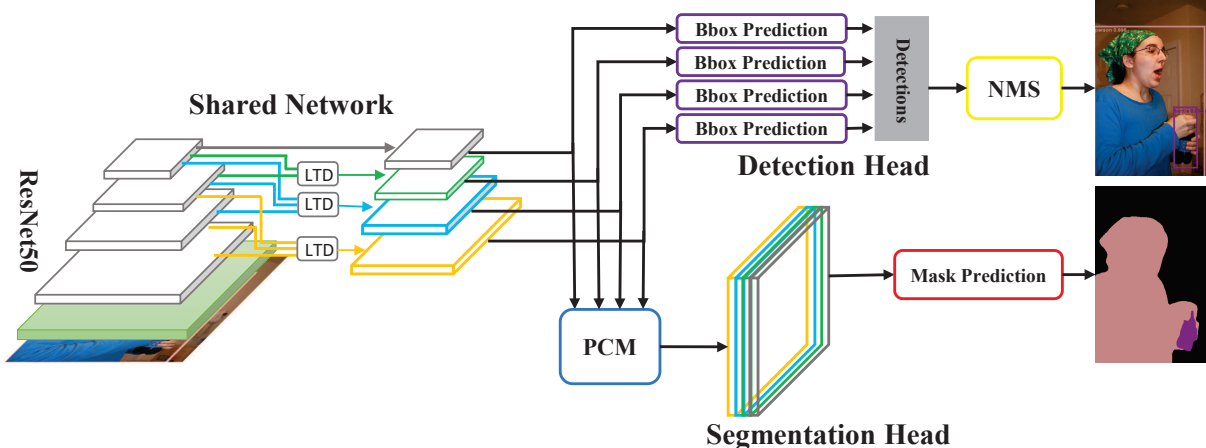 Shared Network
ResNet50
LTD
LTD
LTD
Bbox Prediction
Bbox Prediction
Bbox Prediction
Bbox Prediction
Detections
NMS
Detection Head
PCM
Mask Prediction
Segmentation Head